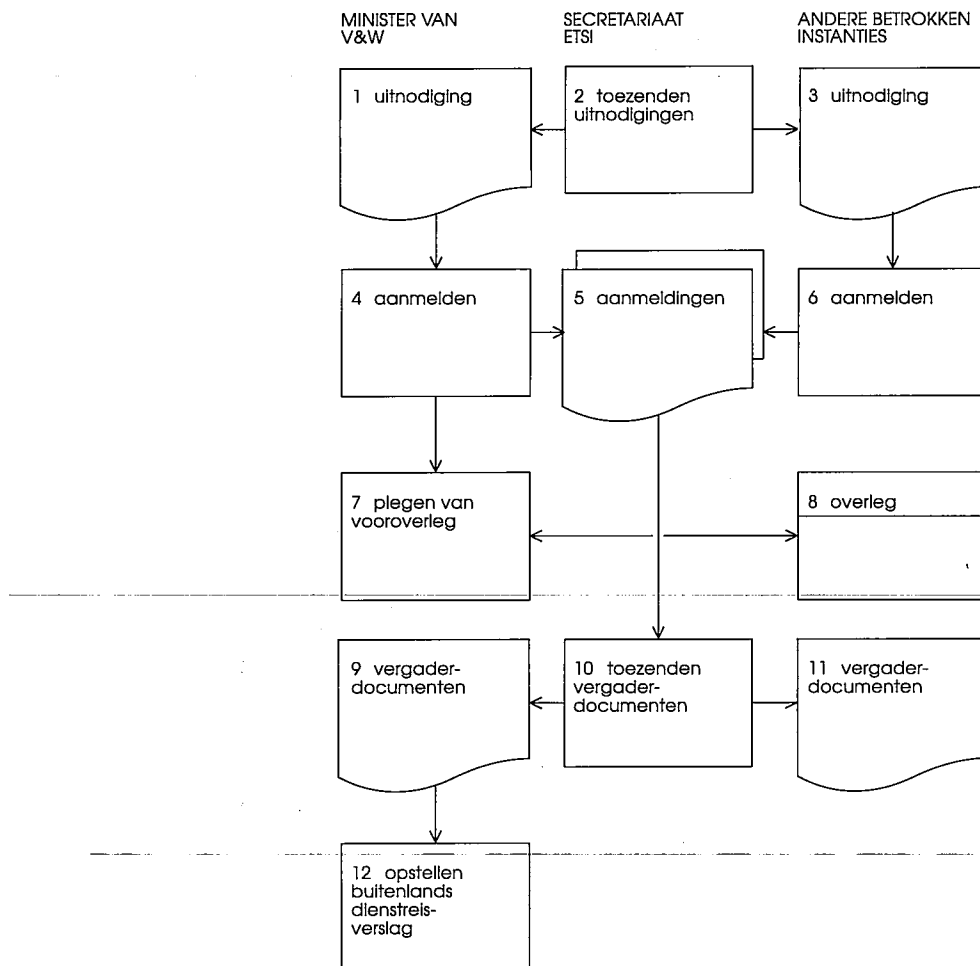 MINISTER VAN
V&W
SECRETARIAAT
ETSI
ANDERE BETROKKEN
INSTANTIES
1 uitnodiging
2 toezenden
uitnodigingen
3 uitnodiging
4 aanmelden
5 aanmeldingen
6 aanmelden
7 plegen van
vooroverleg
8 overleg
9 vergader-
documenten
10 toezenden
vergader-
documenten
11 vergader-
documenten
12 opstellen
buitenlands
dienstreis-
verslag